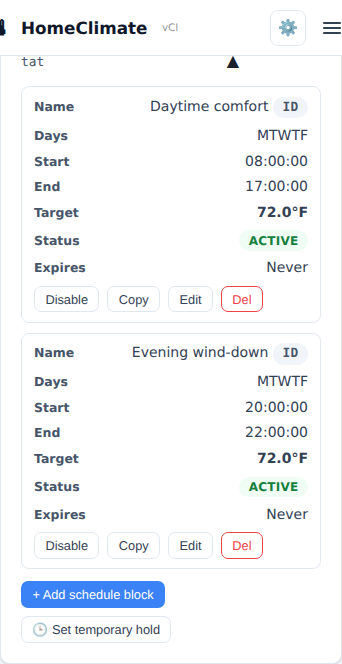 HomeClimate vCI
tat ▲
Name Daytime comfort ID
Days MTWTF
Start 08:00:00
End 17:00:00
Target 72.0°F
Status ACTIVE
Expires Never
Disable Copy Edit Del
Name Evening wind-down ID
Days MTWTF
Start 20:00:00
End 22:00:00
Target 72.0°F
Status ACTIVE
Expires Never
Disable Copy Edit Del
+ Add schedule block
🕒 Set temporary hold